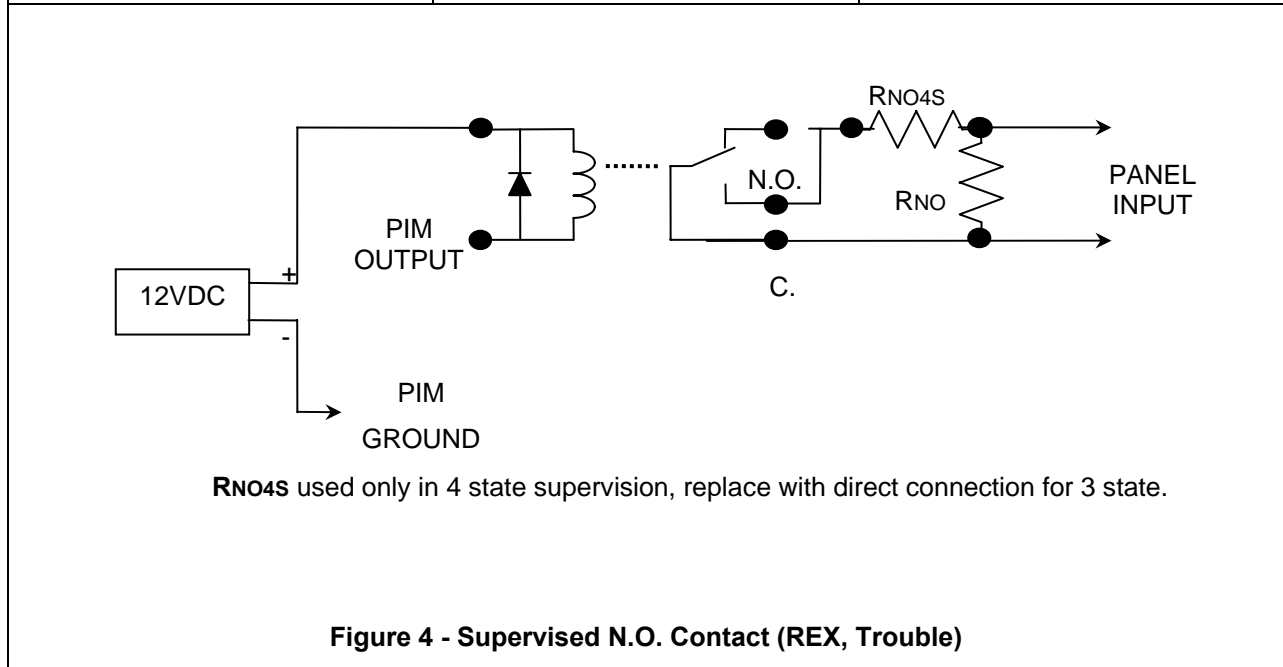 RNO4S
N.O.
RNO
PANEL
INPUT
PIM
OUTPUT
+
12VDC
C.
-
PIM
GROUND
RNO4S used only in 4 state supervision, replace with direct connection for 3 state.
Figure 4 - Supervised N.O. Contact (REX, Trouble)